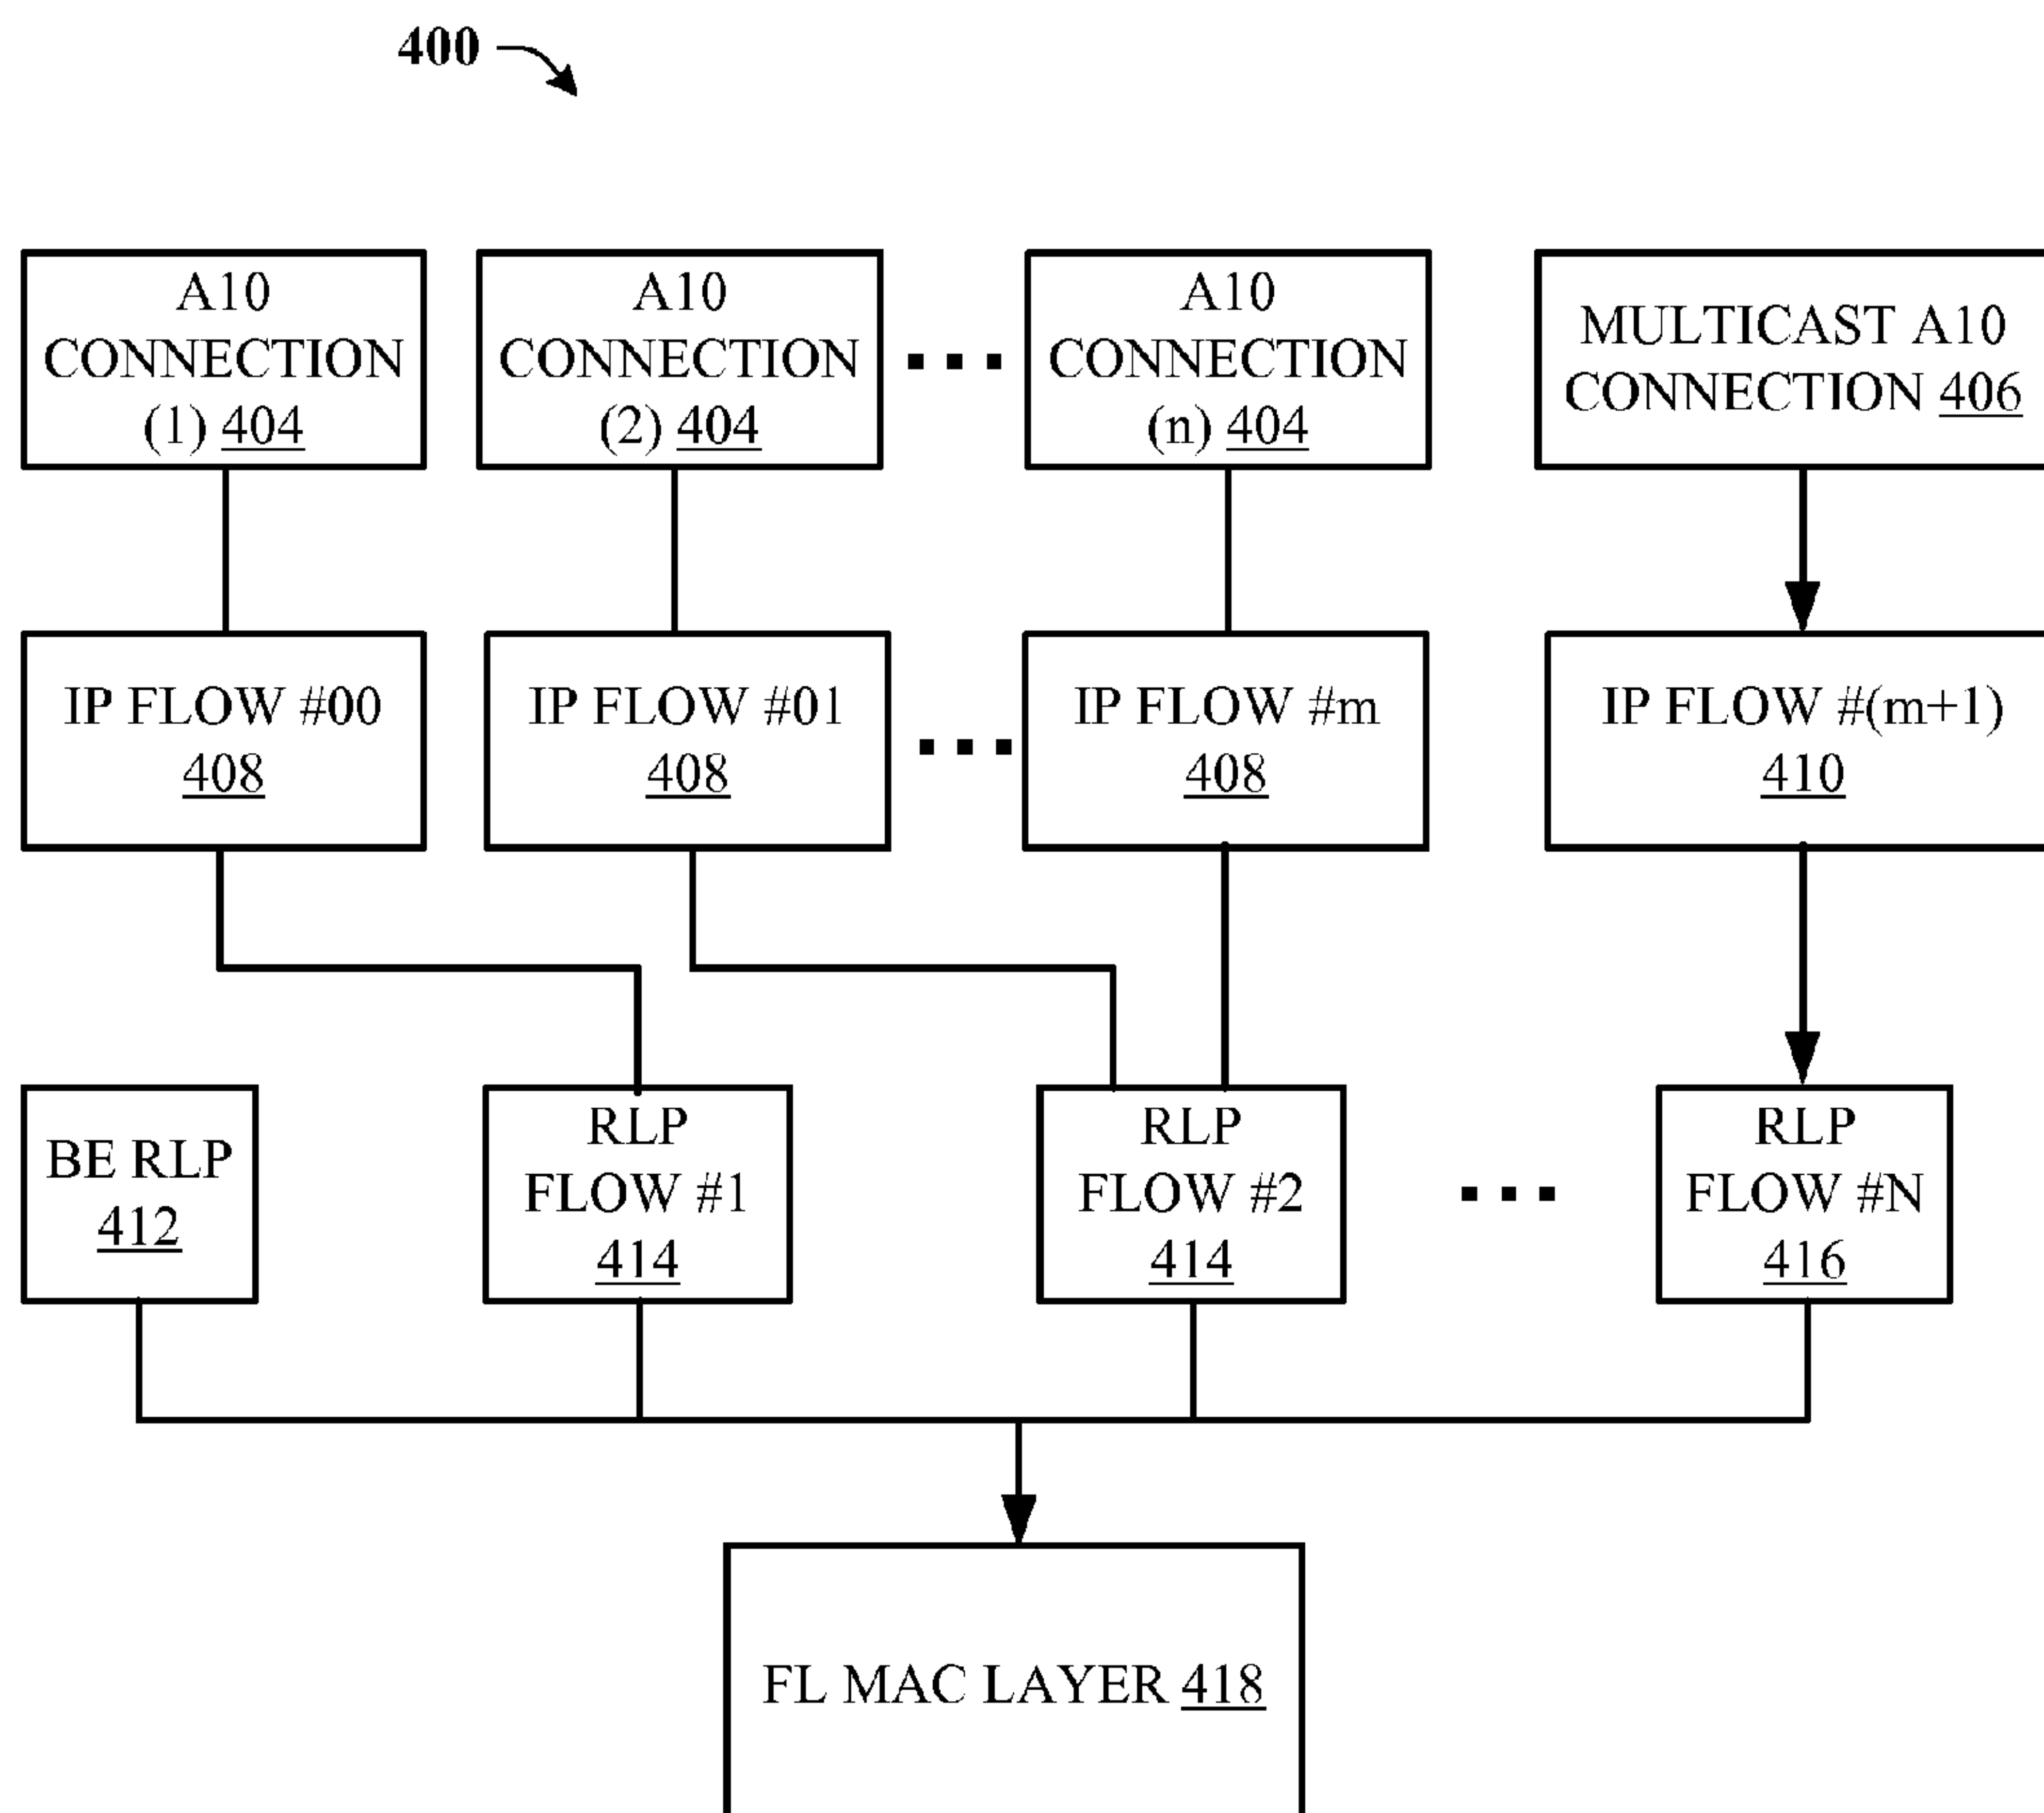 400
A10
CONNECTION
(1) 404
A10
CONNECTION
(2) 404
...
A10
CONNECTION
(n) 404
MULTICAST A10
CONNECTION 406
IP FLOW #00
408
IP FLOW #01
408
...
IP FLOW #m
408
IP FLOW #(m+1)
410
BE RLP
412
RLP
FLOW #1
414
RLP
FLOW #2
414
...
RLP
FLOW #N
416
FL MAC LAYER 418